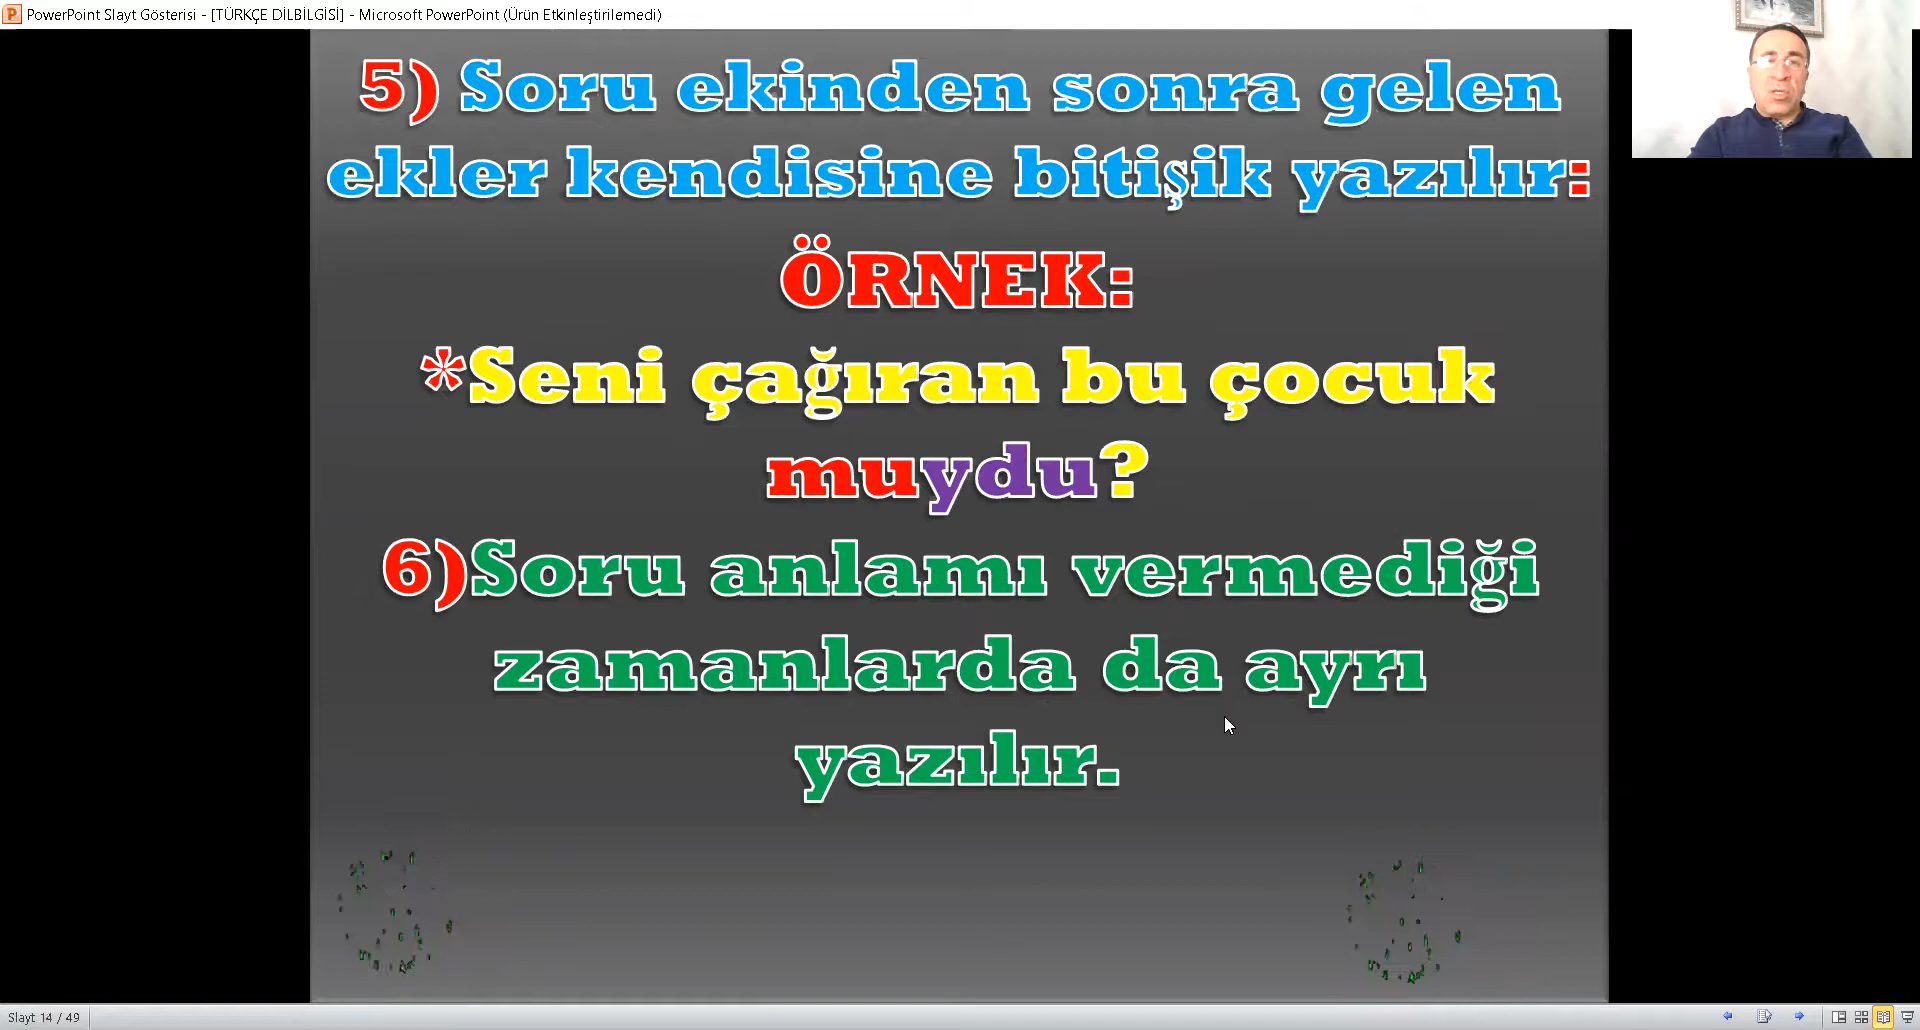 PowerPoint Slayt Gösterisi - [TÜRKÇE DİLBİLGİSİ] - Microsoft PowerPoint (Ürün Etkinleştirilemedi)
5) Soru ekinden sonra gelen
ekler kendisine bitişik yazılır:
ÖRNEK:
*Seni çağıran bu çocuk
muydu?
6)Soru anlamı vermediği
zamanlarda da ayrı
yazılır.
Slayt 14 / 49